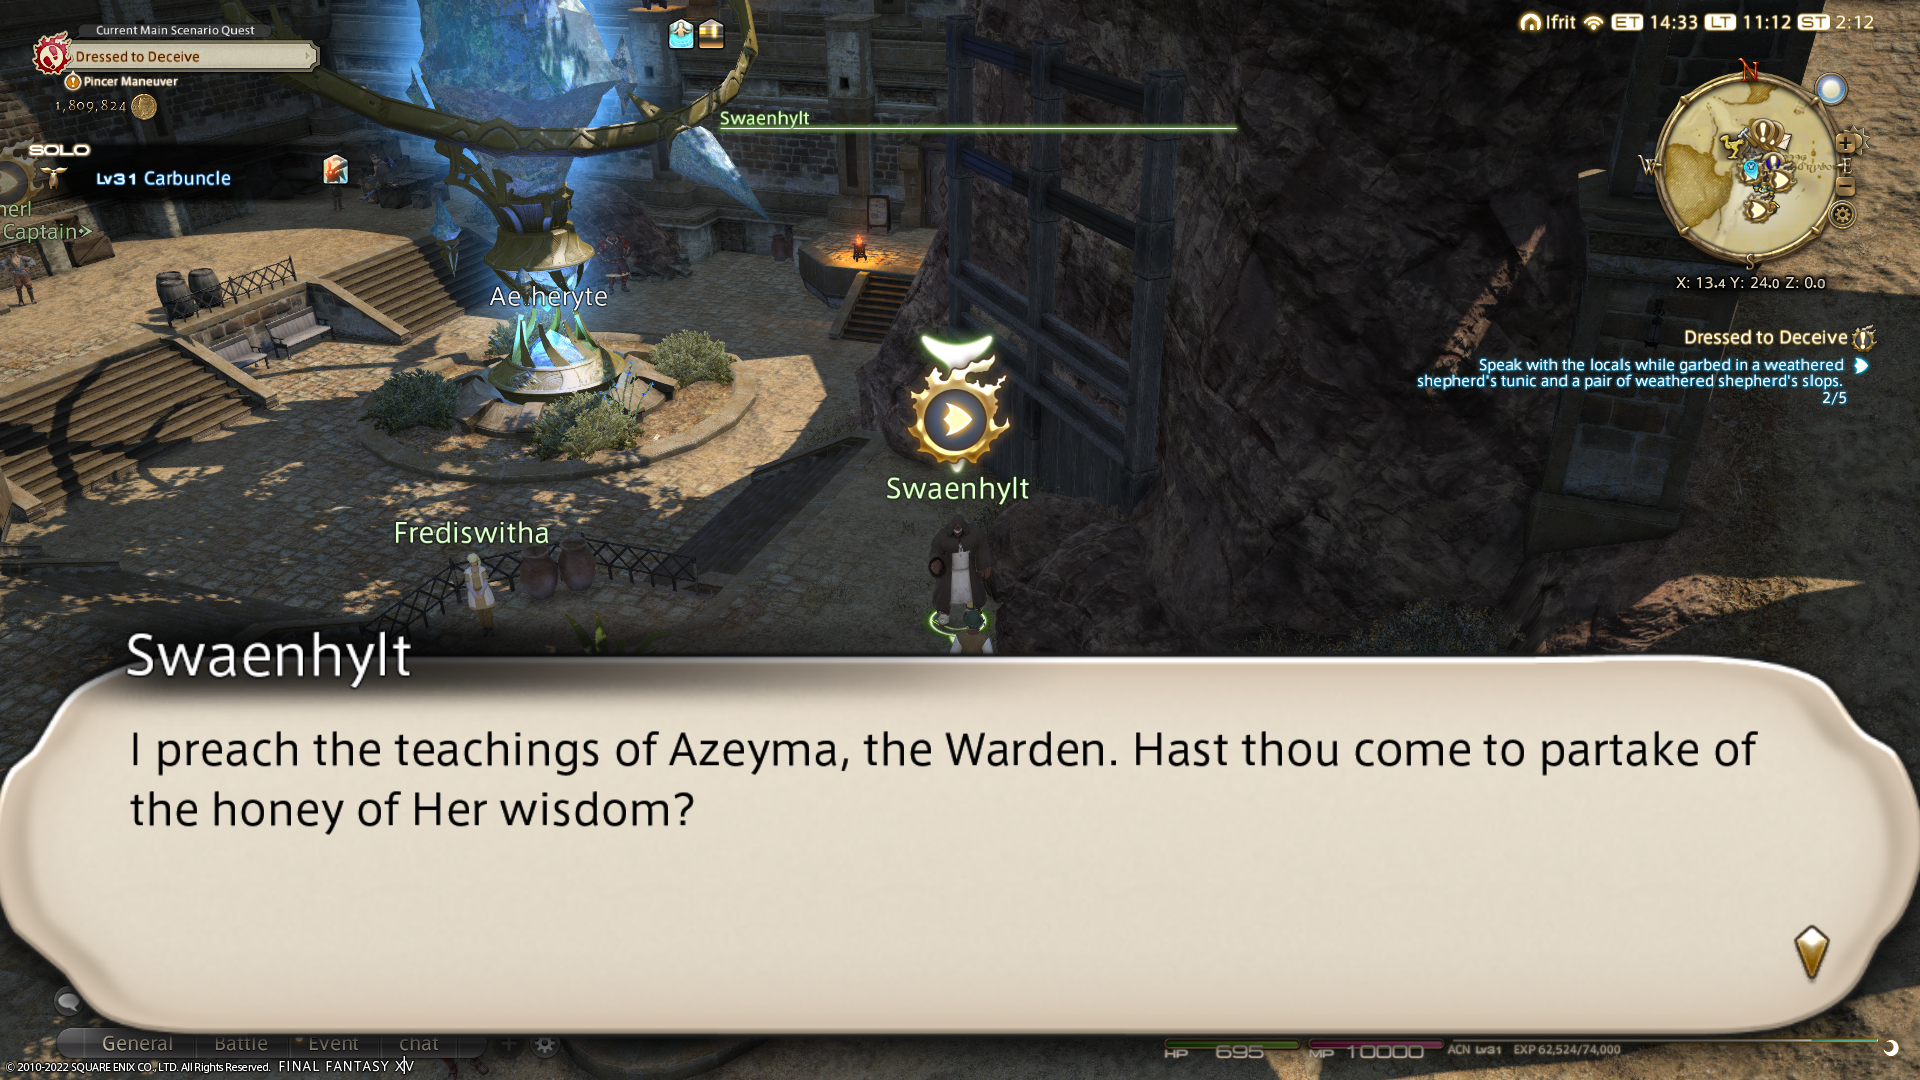 Current Main Scenario Quest
Dressed to Deceive
Pincer Maneuver
1,809,824
SOLO
Lv31 Carbuncle
Captain
Ifrit ET 14:33 LT 11:12 ST 2:12
N
W
E
S
X: 13.4 Y: 24.0 Z: 0.0
Dressed to Deceive
Speak with the locals while garbed in a weathered
shepherd's tunic and a pair of weathered shepherd's slops.
2/5
Swaenhylt
Aetheryte
Swaenhylt
Frediswitha
Swaenhylt
I preach the teachings of Azeyma, the Warden. Hast thou come to partake of
the honey of Her wisdom?
General Battle Event chat
HP 695 MP 10000 ACN Lv31 EXP 62,524/74,000
© 2010-2022 SQUARE ENIX CO., LTD. All Rights Reserved. FINAL FANTASY XIV